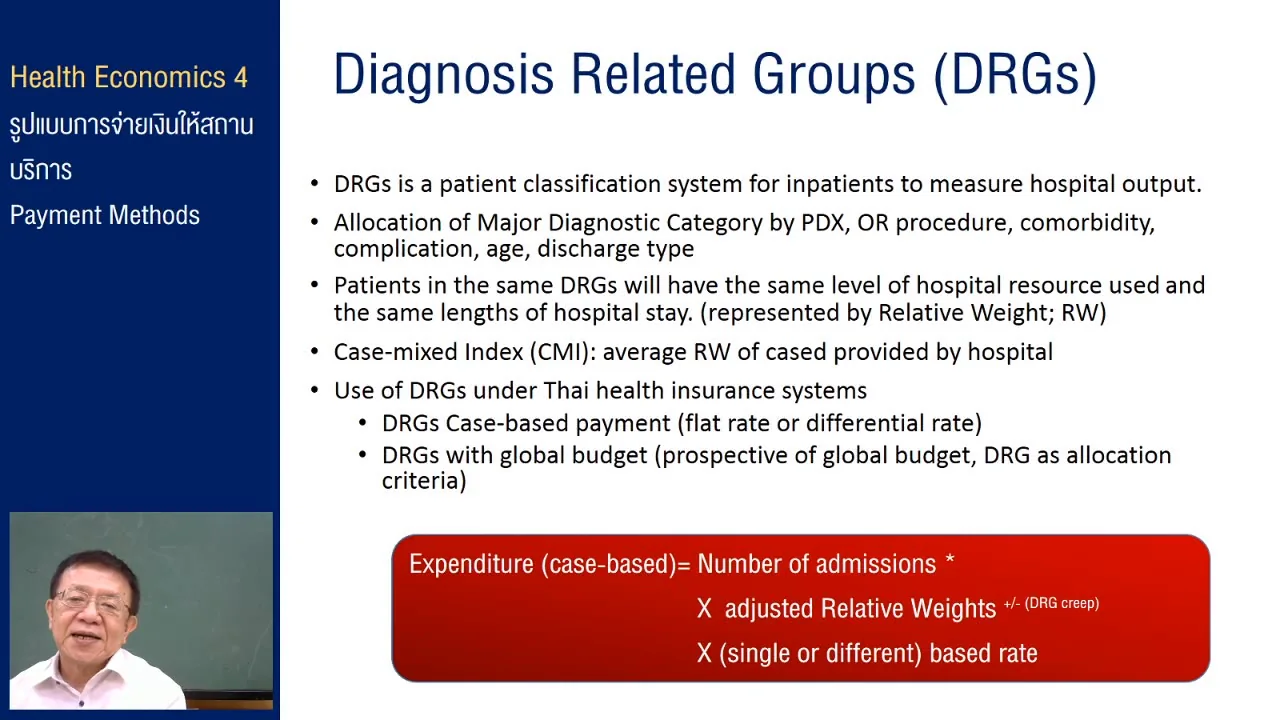 Health Economics 4
รูปแบบการจ่ายเงินให้สถาน
บริการ
Payment Methods
Diagnosis Related Groups (DRGs)
• DRGs is a patient classification system for inpatients to measure hospital output.
• Allocation of Major Diagnostic Category by PDX, OR procedure, comorbidity,
complication, age, discharge type
• Patients in the same DRGs will have the same level of hospital resource used and
the same lengths of hospital stay. (represented by Relative Weight; RW)
• Case-mixed Index (CMI): average RW of cased provided by hospital
• Use of DRGs under Thai health insurance systems
• DRGs Case-based payment (flat rate or differential rate)
• DRGs with global budget (prospective of global budget, DRG as allocation
criteria)
Expenditure (case-based)= Number of admissions *
X adjusted Relative Weights +/- (DRG creep)
X (single or different) based rate